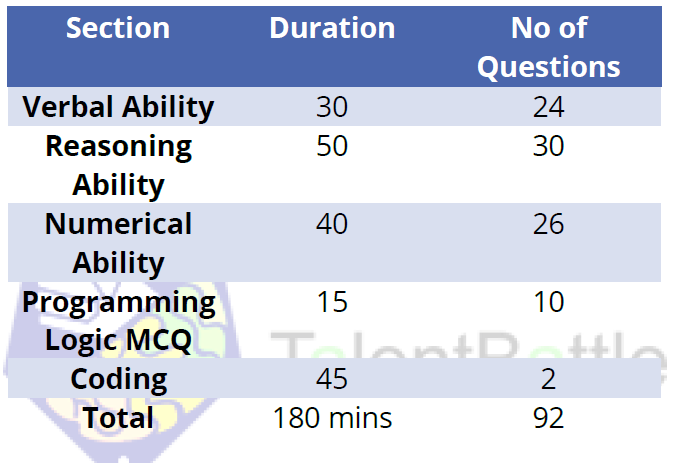 Section Duration No of
Questions
Verbal Ability 30 24
Reasoning 50 30
Ability
Numerical 40 26
Ability
Programming 15 10
Logic MCQ
TalentBattle
Coding 45 2
Total 180 mins 92